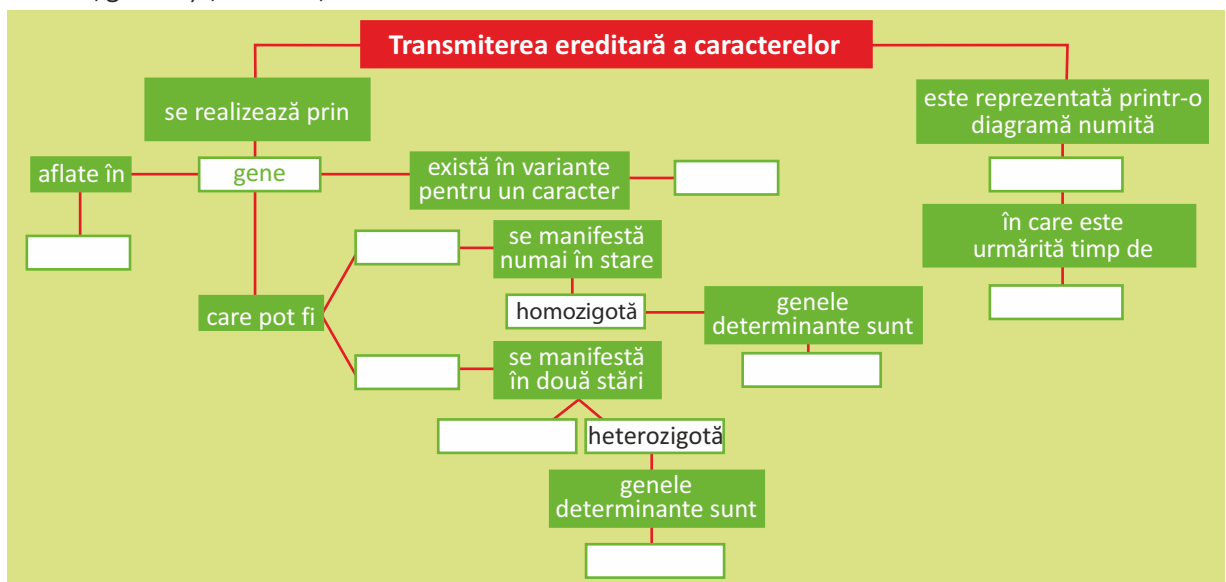 Transmiterea ereditară a caracterelor
se realizează prin
este reprezentată printr-o
diagramă numită
aflate în
gene
există în variante
pentru un caracter
în care este
urmărită timp de
se manifestă
numai în stare
care pot fi
homozigotă
genele
determinante sunt
se manifestă
în două stări
heterozigotă
genele
determinante sunt